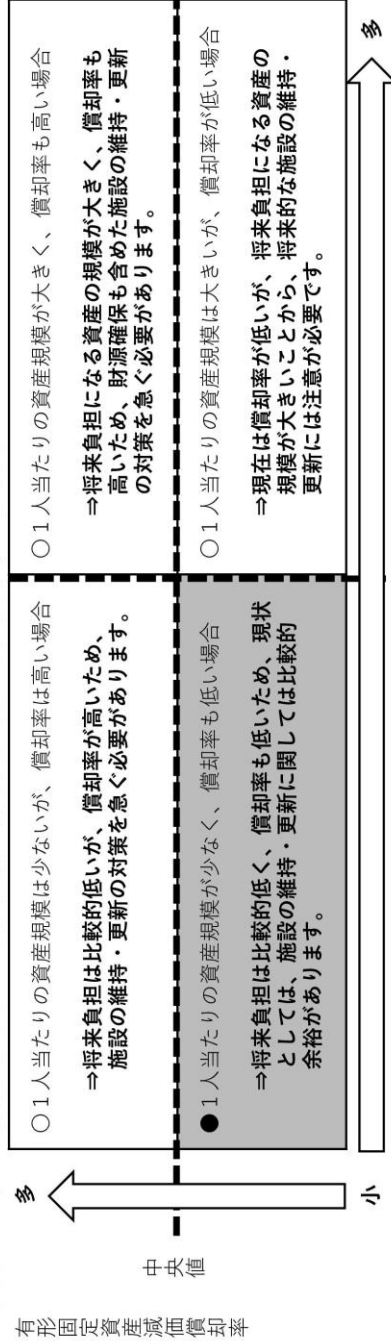 有形固定資産減価償却率
中央値
多
○1人当たりの資産規模は少ないが、償却率は高い場合
⇒将来負担は比較的低いが、償却率が高いため、
施設の維持・更新の対策を急ぐ必要があります。
○1人当たりの資産規模が大きく、償却率も高い場合
⇒将来負担になる資産の規模が大きく、償却率も
高いため、財源確保も含めた施設の維持・更新
の対策を急ぐ必要があります。
●1人当たりの資産規模が少なく、償却率も低い場合
⇒将来負担は比較的低く、償却率も低いため、現状
としては、施設の維持・更新に関しては比較的
余裕があります。
○1人当たりの資産規模は大きいが、償却率が低い場合
⇒現在は償却率が低いが、将来負担になる資産の
規模が大きいことから、将来的な施設の維持・
更新には注意が必要です。
小
多